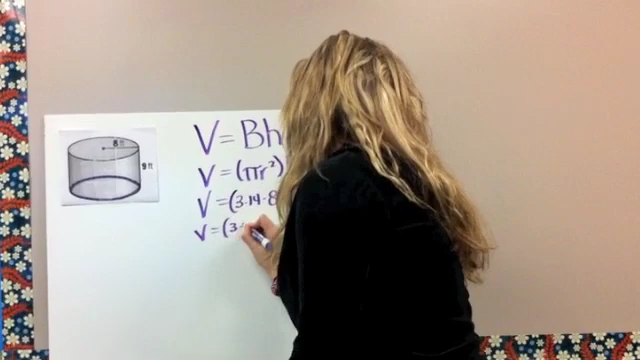 8 ft
9 ft
V = Bh
V = (πr²)
V = (3.14·8
V = (3.